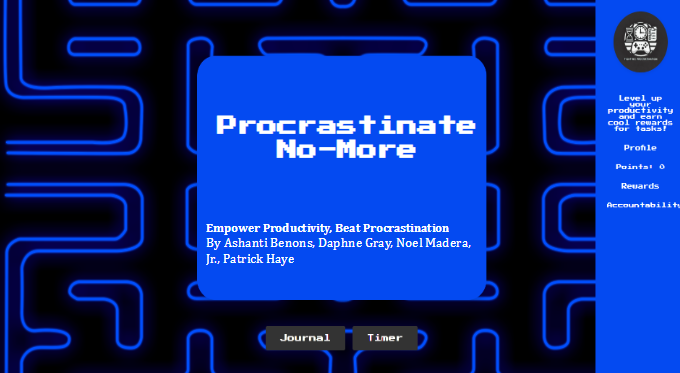 Procrastinate
No-More
Empower Productivity, Beat Procrastination
By Ashanti Benons, Daphne Gray, Noel Madera,
Jr., Patrick Haye
Journal
Timer
Level up
your
productivity
and earn
cool rewards
for tasks!
Profile
Points: 0
Rewards
Accountability